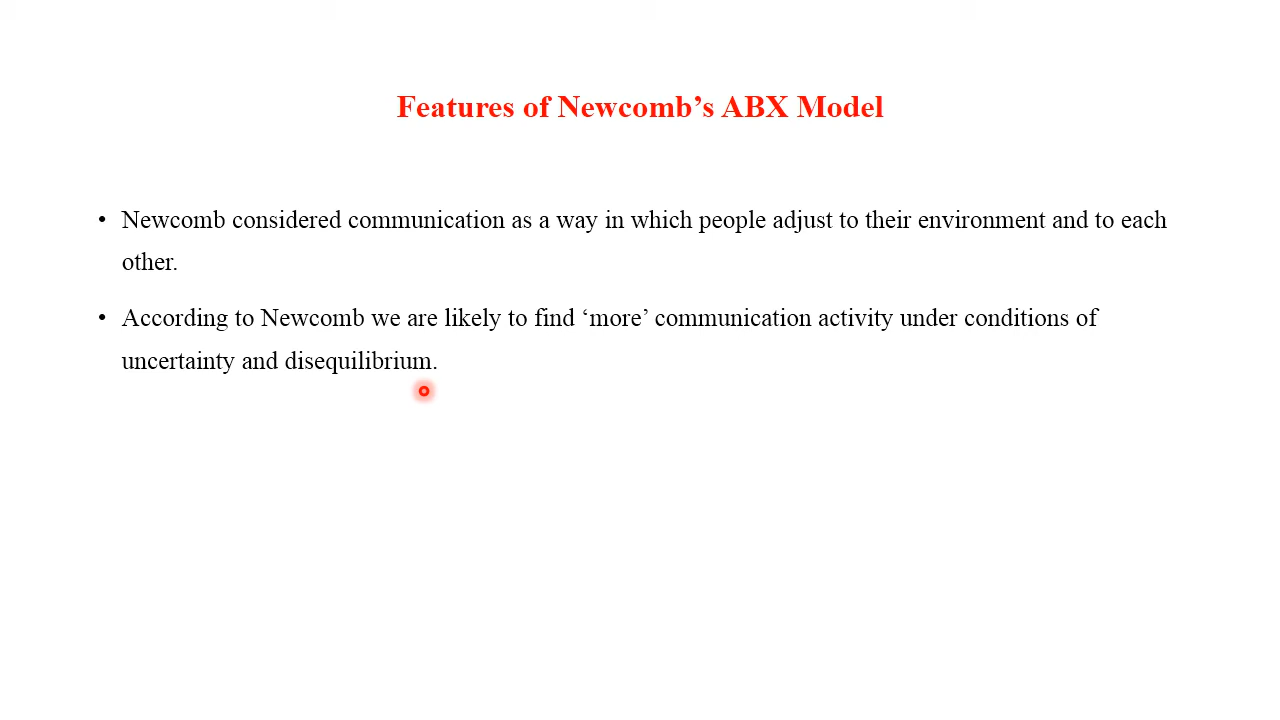 Features of Newcomb’s ABX Model
• Newcomb considered communication as a way in which people adjust to their environment and to each
other.
• According to Newcomb we are likely to find ‘more’ communication activity under conditions of
uncertainty and disequilibrium.